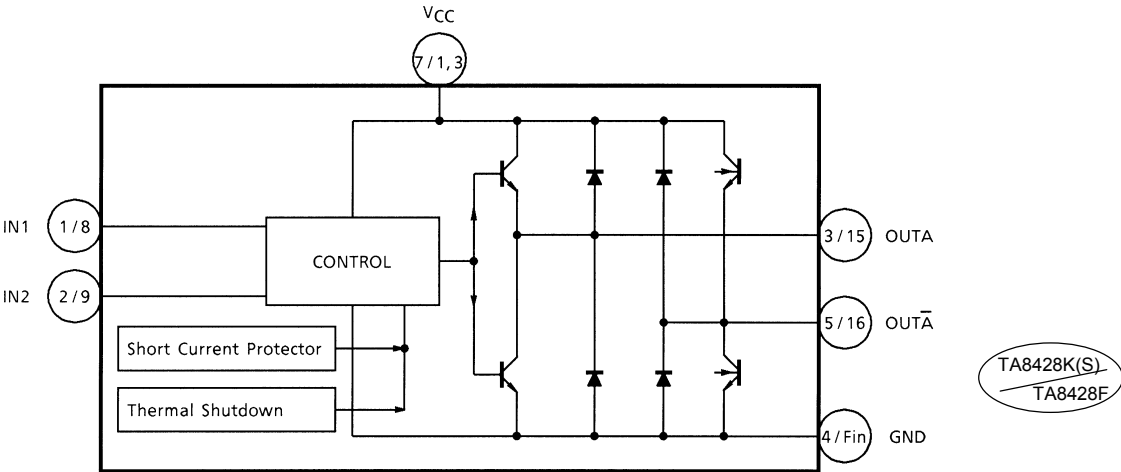 VCC
7/1, 3
IN1
1/8
CONTROL
3/15
OUTA
IN2
2/9
5/16
OUTA̅
Short Current Protector
Thermal Shutdown
TA8428K(S)
TA8428F
4/Fin
GND